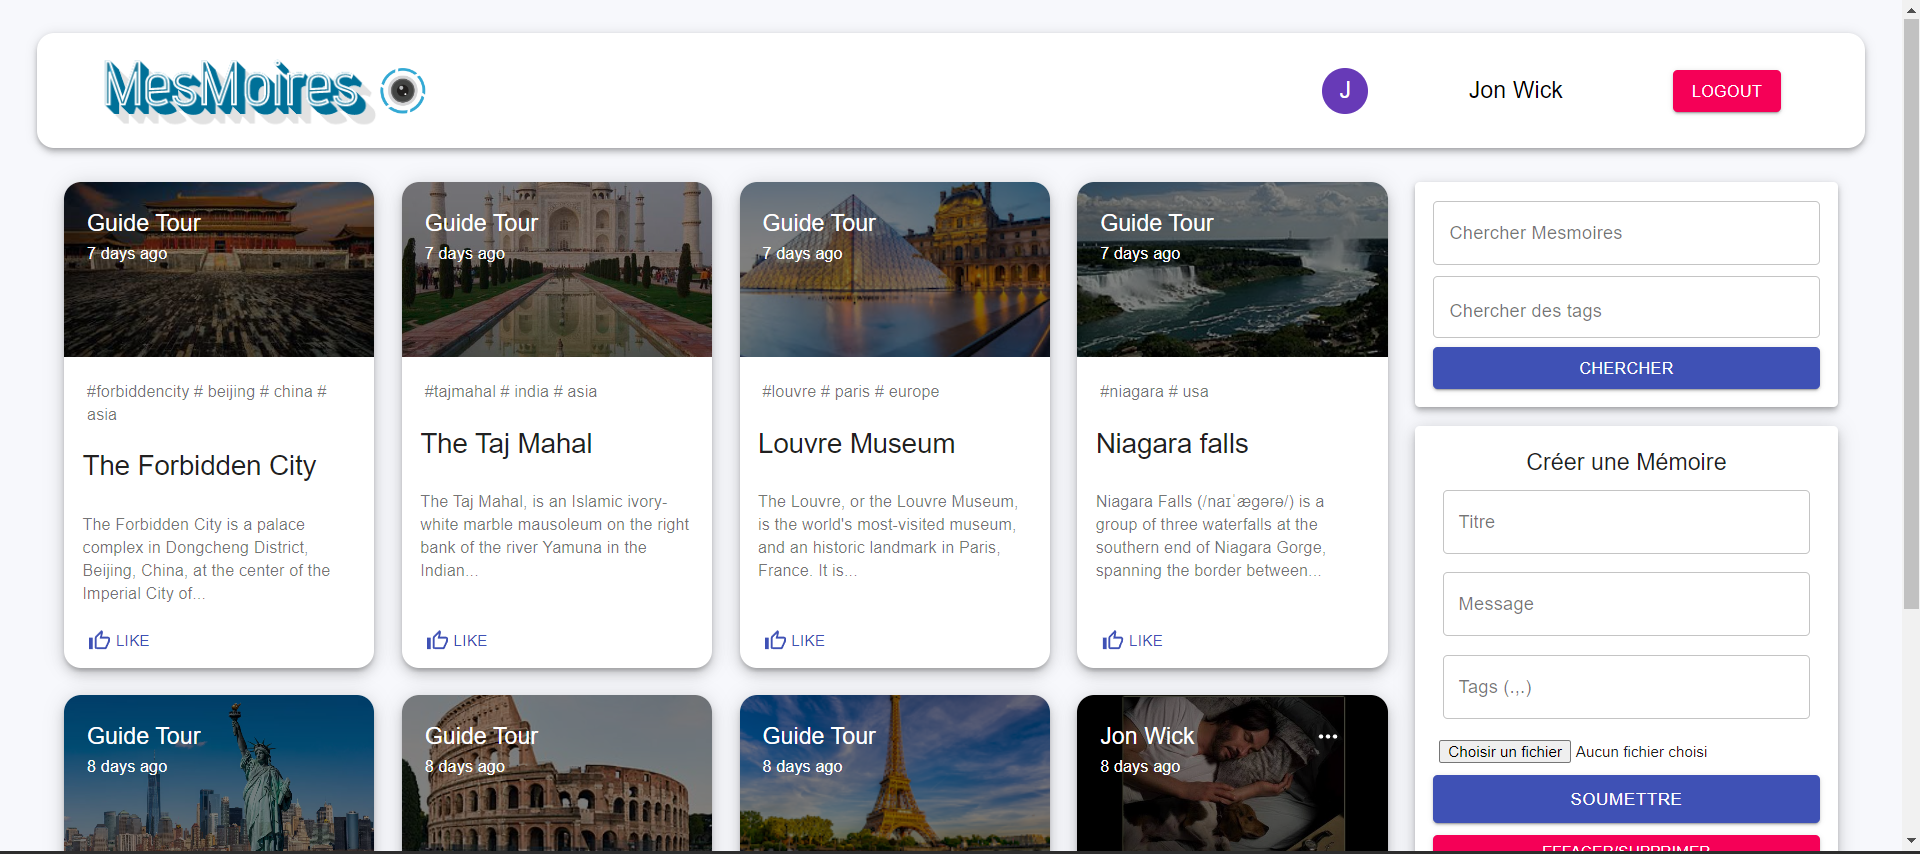 MesMoires
J
Jon Wick
LOGOUT
Guide Tour
7 days ago
#forbiddencity # beijing # china #
asia
The Forbidden City
The Forbidden City is a palace
complex in Dongcheng District,
Beijing, China, at the center of the
Imperial City of...
LIKE
Guide Tour
7 days ago
#tajmahal # india # asia
The Taj Mahal
The Taj Mahal, is an Islamic ivory-
white marble mausoleum on the right
bank of the river Yamuna in the
Indian...
LIKE
Guide Tour
7 days ago
#louvre # paris # europe
Louvre Museum
The Louvre, or the Louvre Museum,
is the world's most-visited museum,
and an historic landmark in Paris,
France. It is...
LIKE
Guide Tour
7 days ago
#niagara # usa
Niagara falls
Niagara Falls (/naɪˈæɡərə/) is a
group of three waterfalls at the
southern end of Niagara Gorge,
spanning the border between...
LIKE
Guide Tour
8 days ago
Guide Tour
8 days ago
Guide Tour
8 days ago
Jon Wick
8 days ago
Chercher Mesmoires
Chercher des tags
CHERCHER
Créer une Mémoire
Titre
Message
Tags (.,.)
Choisir un fichier Aucun fichier choisi
SOUMETTRE
EFFACER/SUPPRIMER